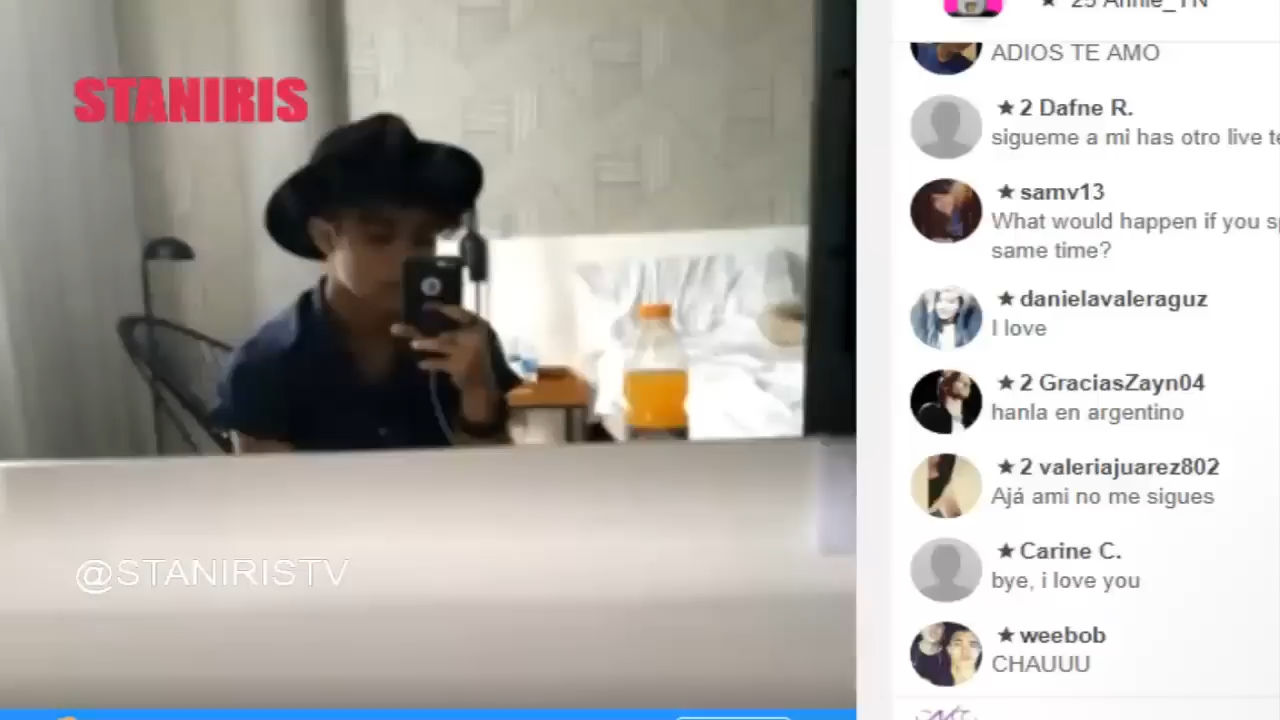 STANIRIS
@STANIRISTV
ADIOS TE AMO
★ 2 Dafne R.
sigueme a mi has otro live
★ samv13
What would happen if you
same time?
★ danielavaleraguz
I love
★ 2 GraciasZayn04
hanla en argentino
★ 2 valeriajuarez802
Ajá ami no me sigues
★ Carine C.
bye, i love you
★ weebob
CHAUUU